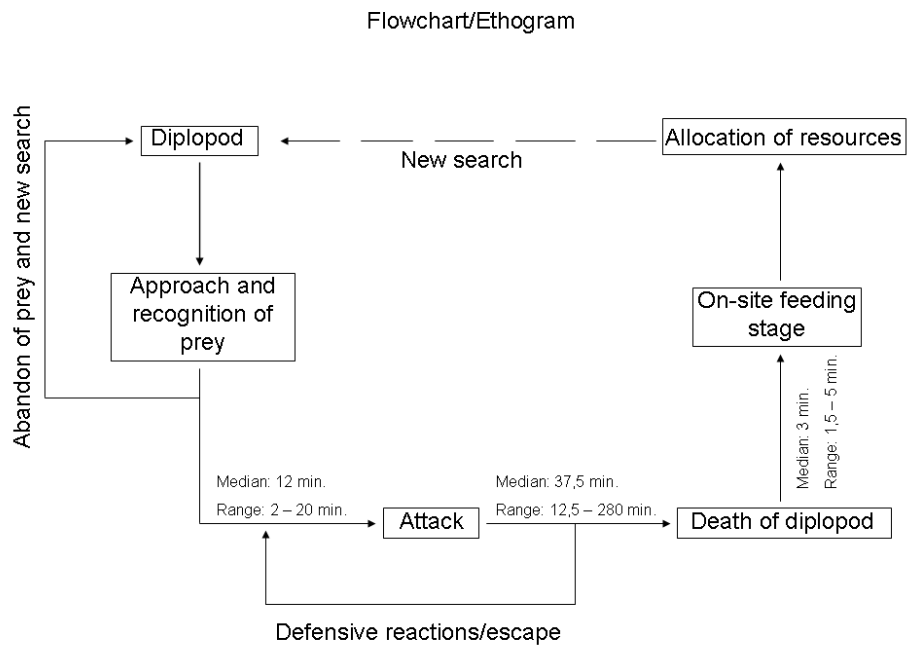 Flowchart/Ethogram
Abandon of prey and new search
Diplopod
New search
Allocation of resources
Approach and
recognition of
prey
On-site feeding
stage
Median: 3 min.
Range: 1,5 – 5 min.
Median: 12 min.
Range: 2 – 20 min.
Attack
Median: 37,5 min.
Range: 12,5 – 280 min.
Death of diplopod
Defensive reactions/escape